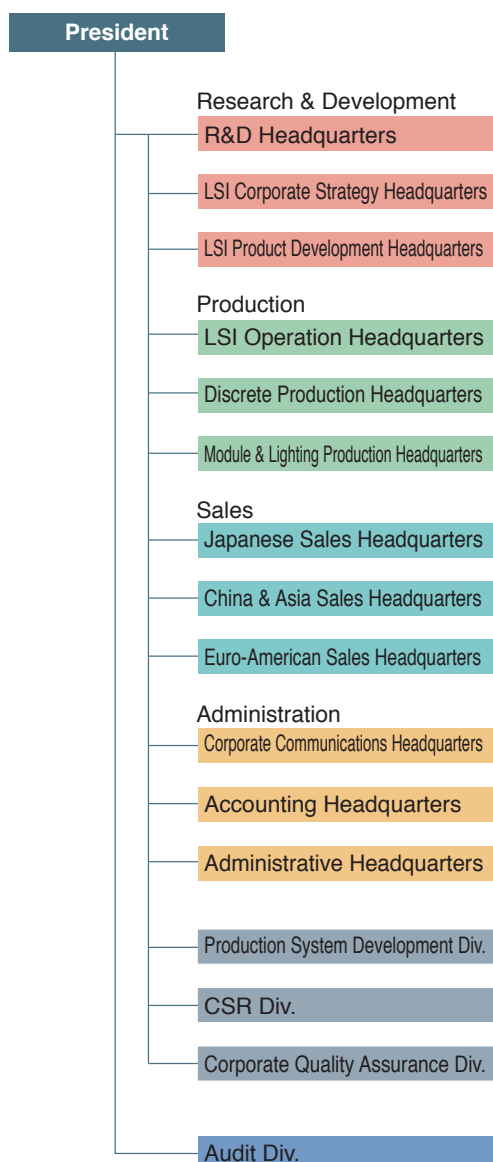 President
Research & Development
R&D Headquarters
LSI Corporate Strategy Headquarters
LSI Product Development Headquarters
Production
LSI Operation Headquarters
Discrete Production Headquarters
Module & Lighting Production Headquarters
Sales
Japanese Sales Headquarters
China & Asia Sales Headquarters
Euro-American Sales Headquarters
Administration
Corporate Communications Headquarters
Accounting Headquarters
Administrative Headquarters
Production System Development Div.
CSR Div.
Corporate Quality Assurance Div.
Audit Div.